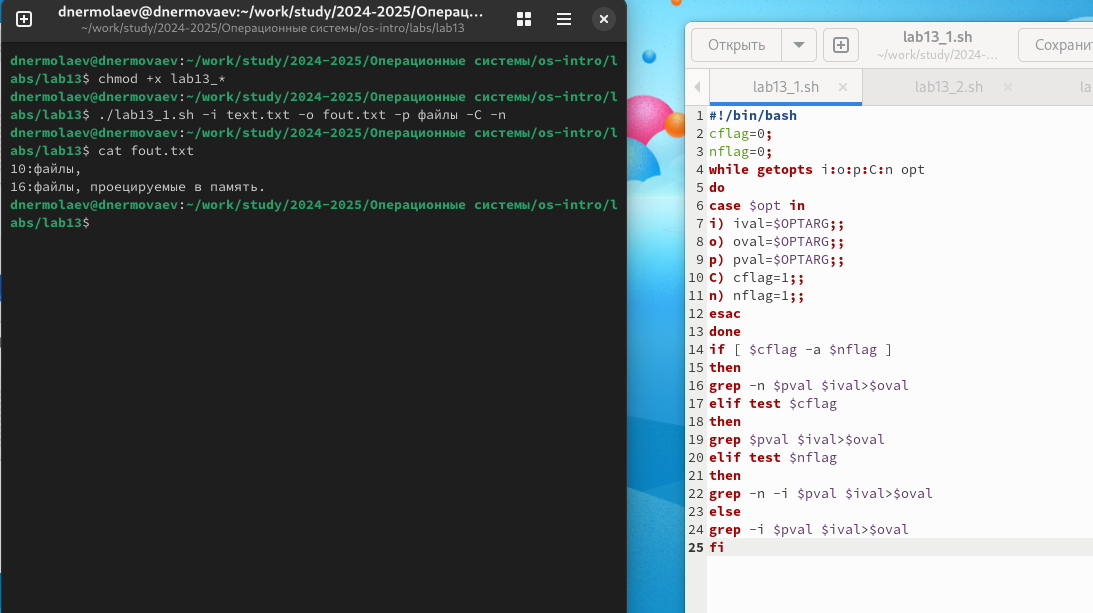 dnermolaev@dnermovaev:~/work/study/2024-2025/Операц...
~/work/study/2024-2025/Операционные системы/os-intro/labs/lab13
dnermolaev@dnermovaev:~/work/study/2024-2025/Операционные системы/os-intro/l
abs/lab13$ chmod +x lab13_*
dnermolaev@dnermovaev:~/work/study/2024-2025/Операционные системы/os-intro/l
abs/lab13$ ./lab13_1.sh -i text.txt -o fout.txt -p файлы -C -n
dnermolaev@dnermovaev:~/work/study/2024-2025/Операционные системы/os-intro/l
abs/lab13$ cat fout.txt
10:файлы,
16:файлы, проецируемые в память.
dnermolaev@dnermovaev:~/work/study/2024-2025/Операционные системы/os-intro/l
abs/lab13$
Открыть
lab13_1.sh
~/work/study/2024-...
Сохрани
lab13_1.sh
lab13_2.sh
la
1 #!/bin/bash
2 cflag=0;
3 nflag=0;
4 while getopts i:o:p:C:n opt
5 do
6 case $opt in
7 i) ival=$OPTARG;;
8 o) oval=$OPTARG;;
9 p) pval=$OPTARG;;
10 C) cflag=1;;
11 n) nflag=1;;
12 esac
13 done
14 if [ $cflag -a $nflag ]
15 then
16 grep -n $pval $ival>$oval
17 elif test $cflag
18 then
19 grep $pval $ival>$oval
20 elif test $nflag
21 then
22 grep -n -i $pval $ival>$oval
23 else
24 grep -i $pval $ival>$oval
25 fi